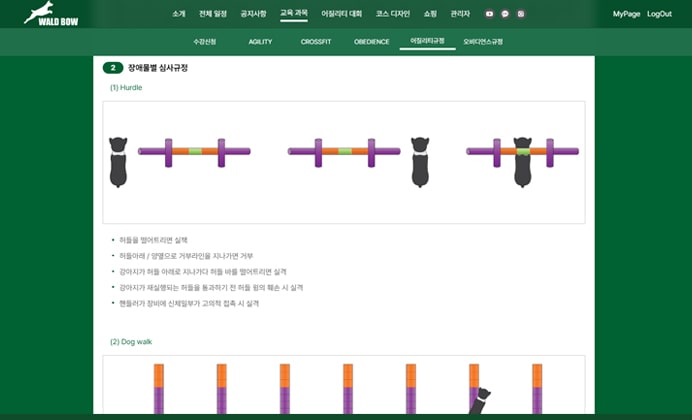 WALD BOW
소개 전체 일정 공지사항 교육 과목 어질리티 대회 코스 디자인 쇼핑 관리자 MyPage LogOut
수강신청 AGILITY CROSSFIT OBEDIENCE 어질리티규정 오비디언스규정
2 장애물별 심사규정
(1) Hurdle
• 허들을 떨어트리면 실책
• 허들아래 / 양옆으로 거부라인을 지나가면 거부
• 강아지가 허들 아래로 지나가다 허들 바를 떨어트리면 실격
• 강아지가 재실행되는 허들을 통과하기 전 허들 윙의 훼손 시 실격
• 핸들러가 장비에 신체일부가 고의적 접촉 시 실격
(2) Dog walk